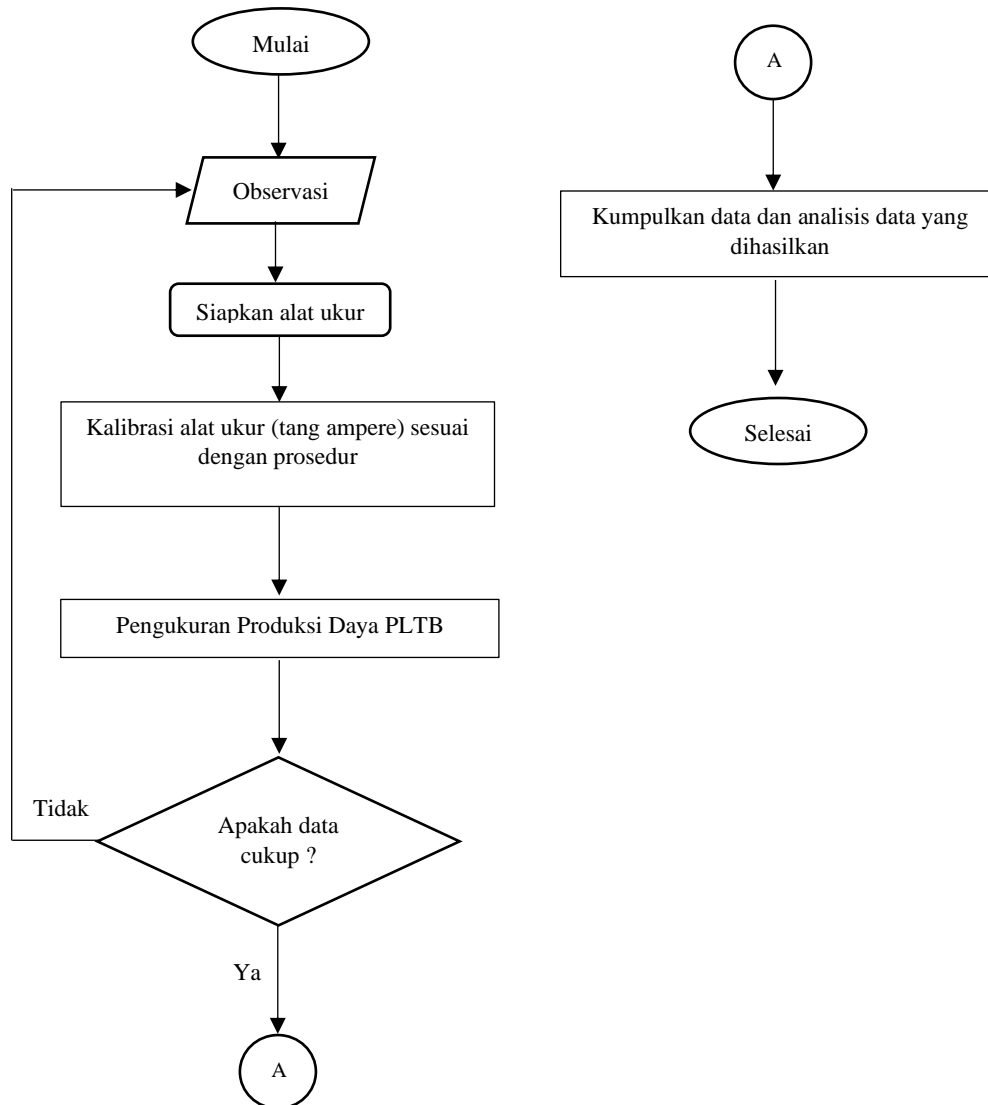 Mulai
Observasi
Siapkan alat ukur
Kalibrasi alat ukur (tang ampere) sesuai
dengan prosedur
Pengukuran Produksi Daya PLTB
Apakah data
cukup ?
Tidak
Ya
A
A
Kumpulkan data dan analisis data yang
dihasilkan
Selesai